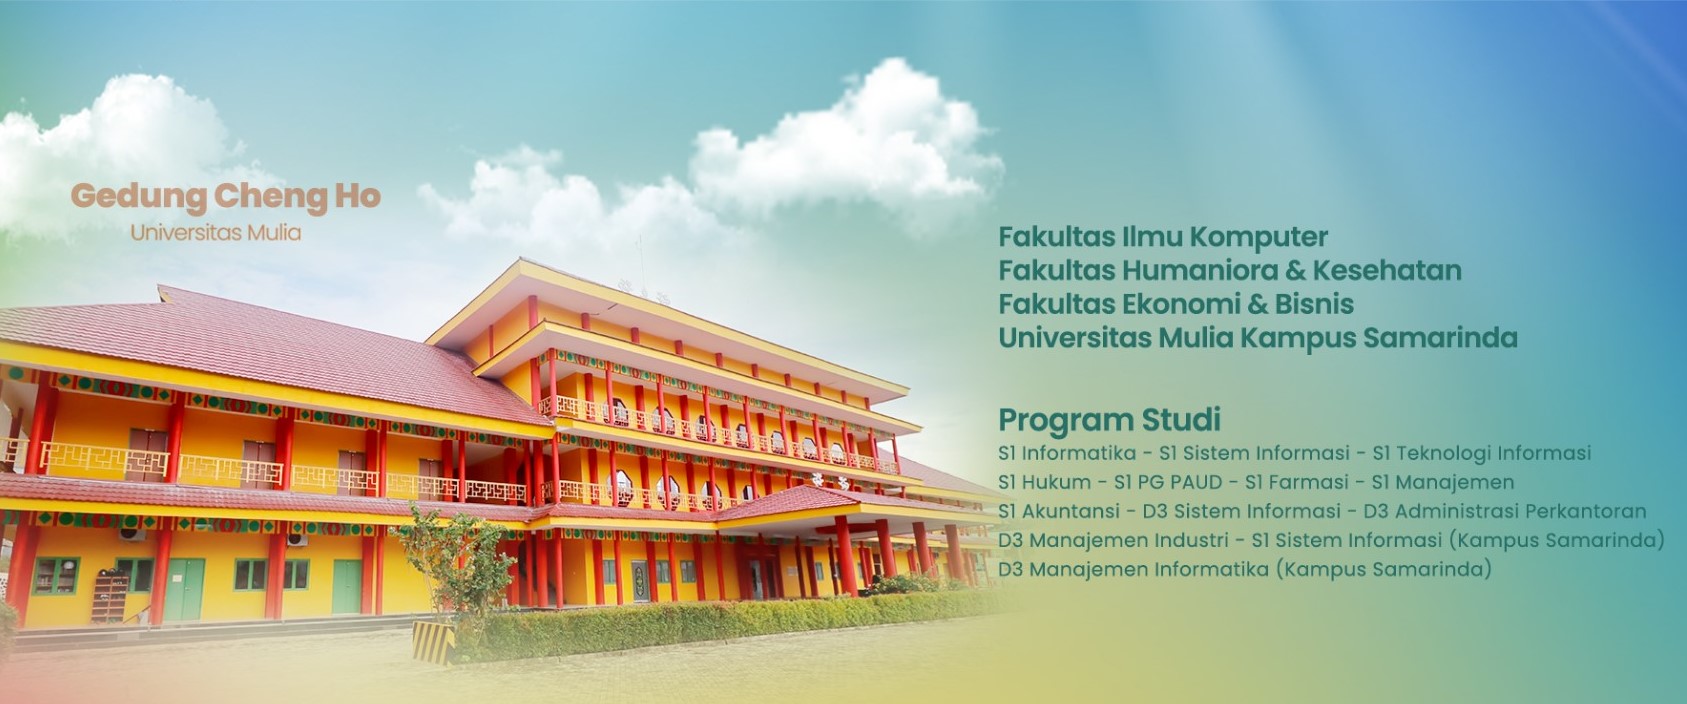 Gedung Cheng Ho
Universitas Mulia
Fakultas Ilmu Komputer
Fakultas Humaniora & Kesehatan
Fakultas Ekonomi & Bisnis
Universitas Mulia Kampus Samarinda
Program Studi
S1 Informatika - S1 Sistem Informasi - S1 Teknologi Informasi
S1 Hukum - S1 PG PAUD - S1 Farmasi - S1 Manajemen
S1 Akuntansi - D3 Sistem Informasi - D3 Administrasi Perkantoran
D3 Manajemen Industri - S1 Sistem Informasi (Kampus Samarinda)
D3 Manajemen Informatika (Kampus Samarinda)